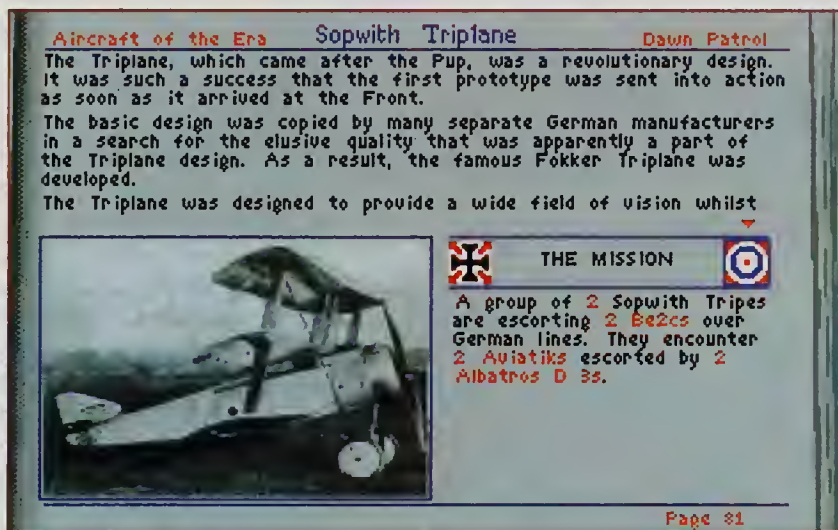 Aircraft of the Era Sopwith Triplane Dawn Patrol
The Triplane, which came after the Pup, was a revolutionary design.
It was such a success that the first prototype was sent into action
as soon as it arrived at the Front.
The basic design was copied by many separate German manufacturers
in a search for the elusive quality that was apparently a part of
the Triplane design. As a result, the famous Fokker Triplane was
developed.
The Triplane was designed to provide a wide field of vision whilst
THE MISSION
A group of 2 Sopwith Tripes
are escorting 2 Be2cs over
German lines. They encounter
2 Aviatiks escorted by 2
Albatros D 3s.
Page 81